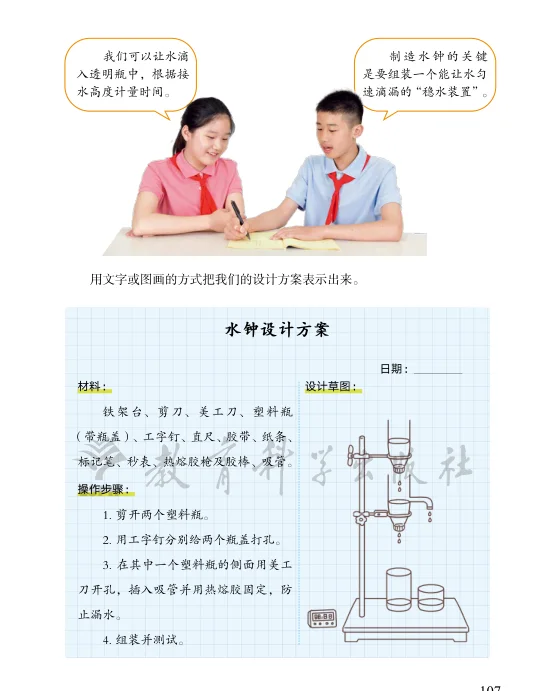 我们可以让水滴
入透明瓶中，根据接
水高度计量时间。
制造水钟的关键
是要组装一个能让水匀
速滴漏的“稳水装置”。
用文字或图画的方式把我们的设计方案表示出来。
水钟设计方案
日期：
材料：
设计草图：
铁架台、剪刀、美工刀、塑料瓶
（带瓶盖）、工字钉、直尺、胶带、纸条、
标记笔、秒表、热熔胶枪及胶棒、吸管。
教育科学出版社
操作步骤：
1. 剪开两个塑料瓶。
2. 用工字钉分别给两个瓶盖打孔。
3. 在其中一个塑料瓶的侧面用美工
刀开孔，插入吸管并用热熔胶固定，防
止漏水。
4. 组装并测试。
107